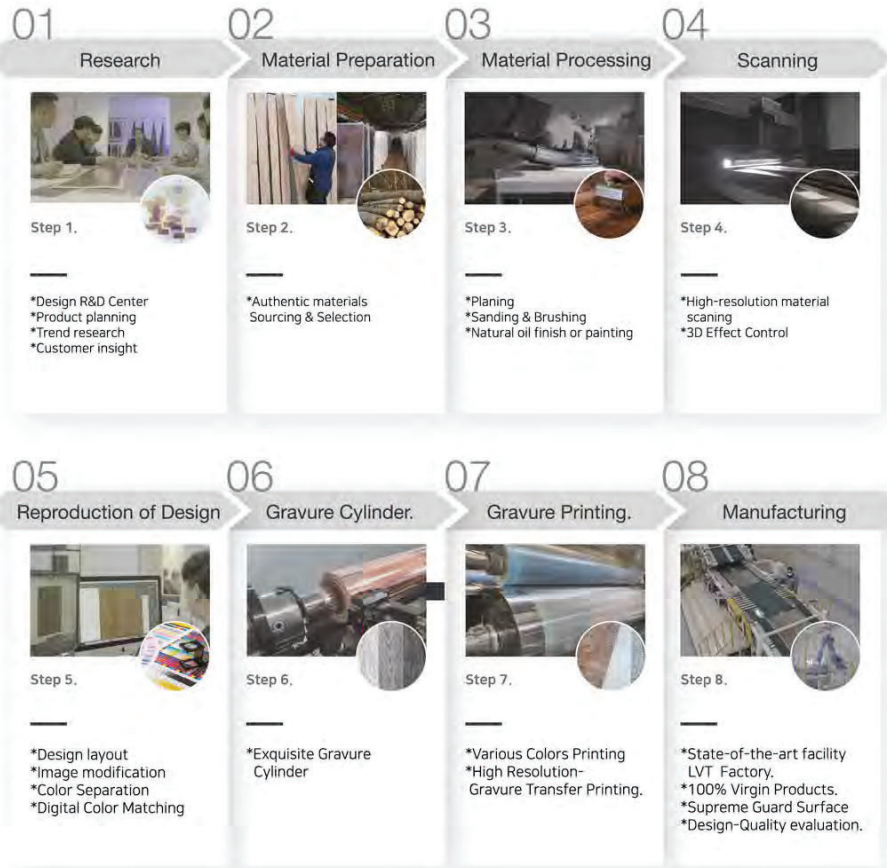 01
Research
Step 1.
*Design R&D Center
*Product planning
*Trend research
*Customer insight
02
Material Preparation
Step 2.
*Authentic materials
Sourcing & Selection
03
Material Processing
Step 3.
*Planing
*Sanding & Brushing
*Natural oil finish or painting
04
Scanning
Step 4.
*High-resolution material
scaning
*3D Effect Control
05
Reproduction of Design
Step 5.
*Design layout
*Image modification
*Color Separation
*Digital Color Matching
06
Gravure Cylinder.
Step 6.
*Exquisite Gravure
Cylinder
07
Gravure Printing.
Step 7.
*Various Colors Printing
*High Resolution-
Gravure Transfer Printing.
08
Manufacturing
Step 8.
*State-of-the-art facility
LVT Factory.
*100% Virgin Products.
*Supreme Guard Surface
*Design-Quality evaluation.